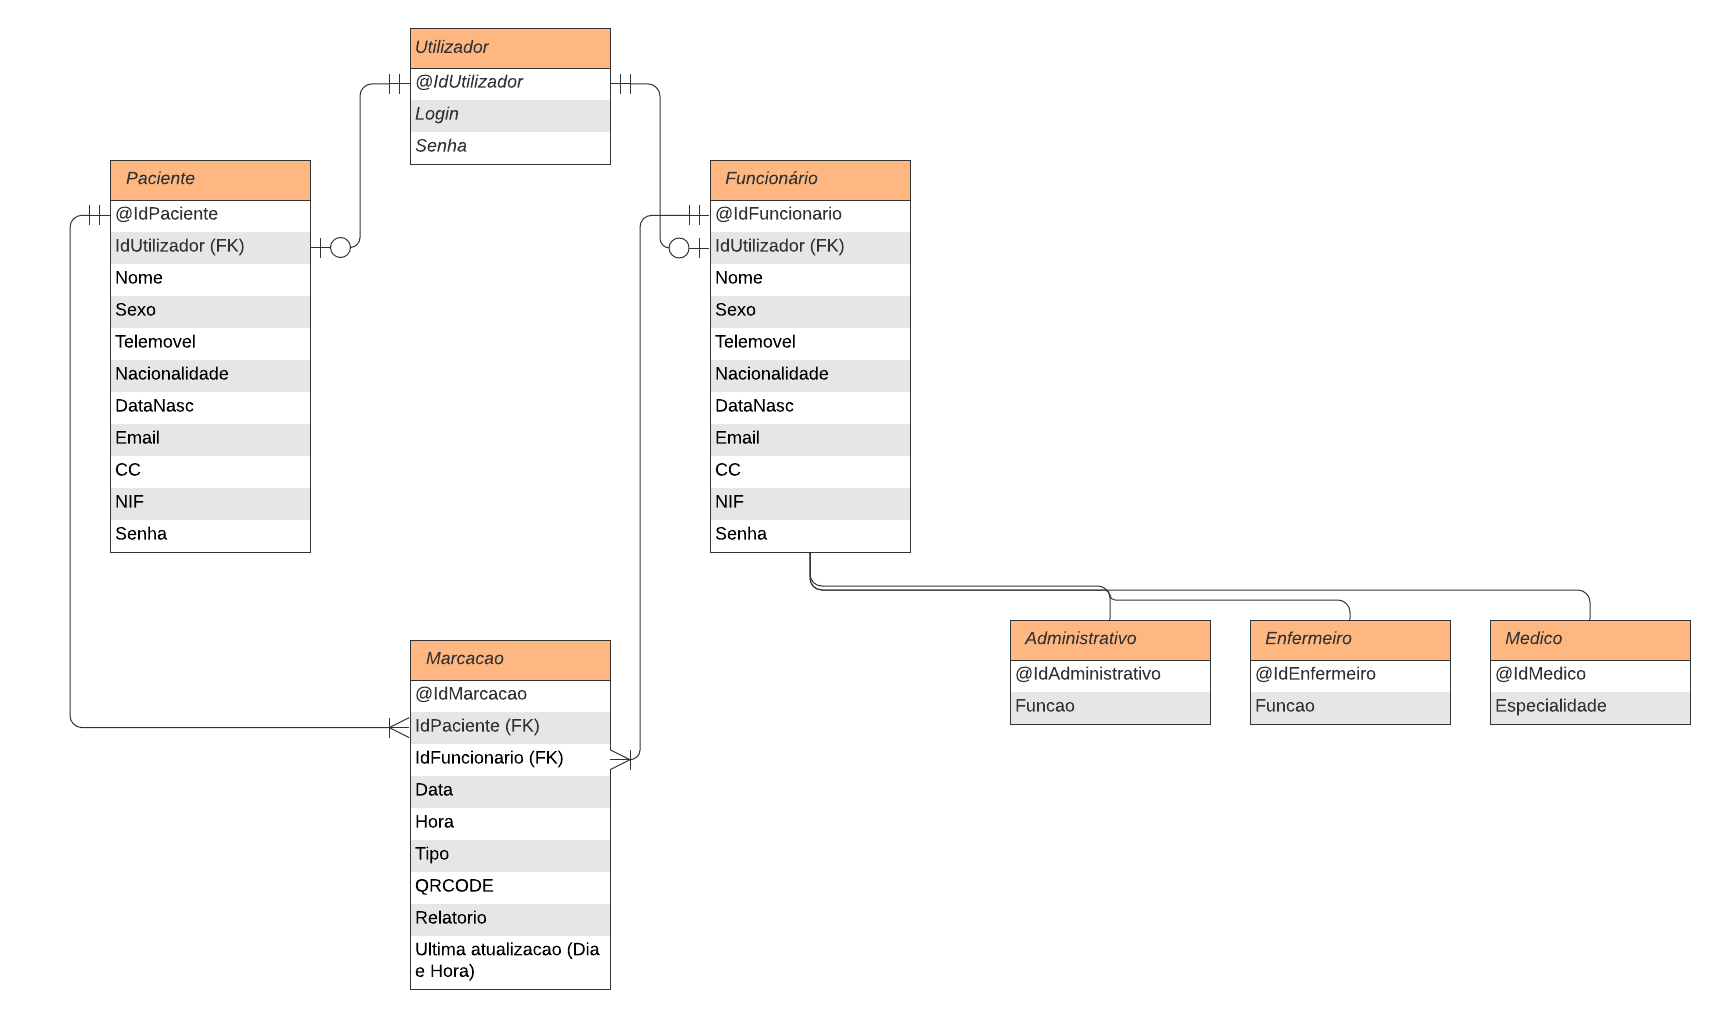 Utilizador
@IdUtilizador
Login
Senha
Paciente
@IdPaciente
IdUtilizador (FK)
Nome
Sexo
Telemovel
Nacionalidade
DataNasc
Email
CC
NIF
Senha
Funcionário
@IdFuncionario
IdUtilizador (FK)
Nome
Sexo
Telemovel
Nacionalidade
DataNasc
Email
CC
NIF
Senha
Marcacao
@IdMarcacao
IdPaciente (FK)
IdFuncionario (FK)
Data
Hora
Tipo
QRCODE
Relatorio
Ultima atualizacao (Dia
e Hora)
Administrativo
@IdAdministrativo
Funcao
Enfermeiro
@IdEnfermeiro
Funcao
Medico
@IdMedico
Especialidade